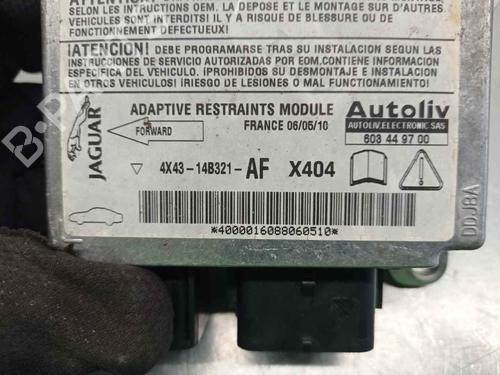 SELON LES INSTRUCTIONS OEM. LA DEPOSE ET LE MONTAGE SUR D'AUTRES
VEHICULES SONT INTERDITS! IL Y A RISQUE DE BLESSURE OU DE
FONCTIONNEMENT DEFECTUEUX!
¡ATENCION! DEBE PROGRAMARSE TRAS SU INSTALACION SEGUN LAS
INSTRUCCIONES DE SERVICIO AUTORIZADAS POR EOM.CONTIENE INFORMACION
ESPECIFICA DEL VEHICULO. ¡PROHIBIDOS SU DESMONTAJE E INSTALACION
EN OTROS VEHICULOS! ¡RIESGO DE LESIONES O MAL FUNCIONAMIENTO!
JAGUAR
FORWARD
ADAPTIVE RESTRAINTS MODULE
FRANCE 06/05/10
Autoliv
AUTOLIV.ELECTRONIC SAS
603 44 97 00
4X43-14B321-AF X404
*4000016088060510*
DDJBA
B-PA